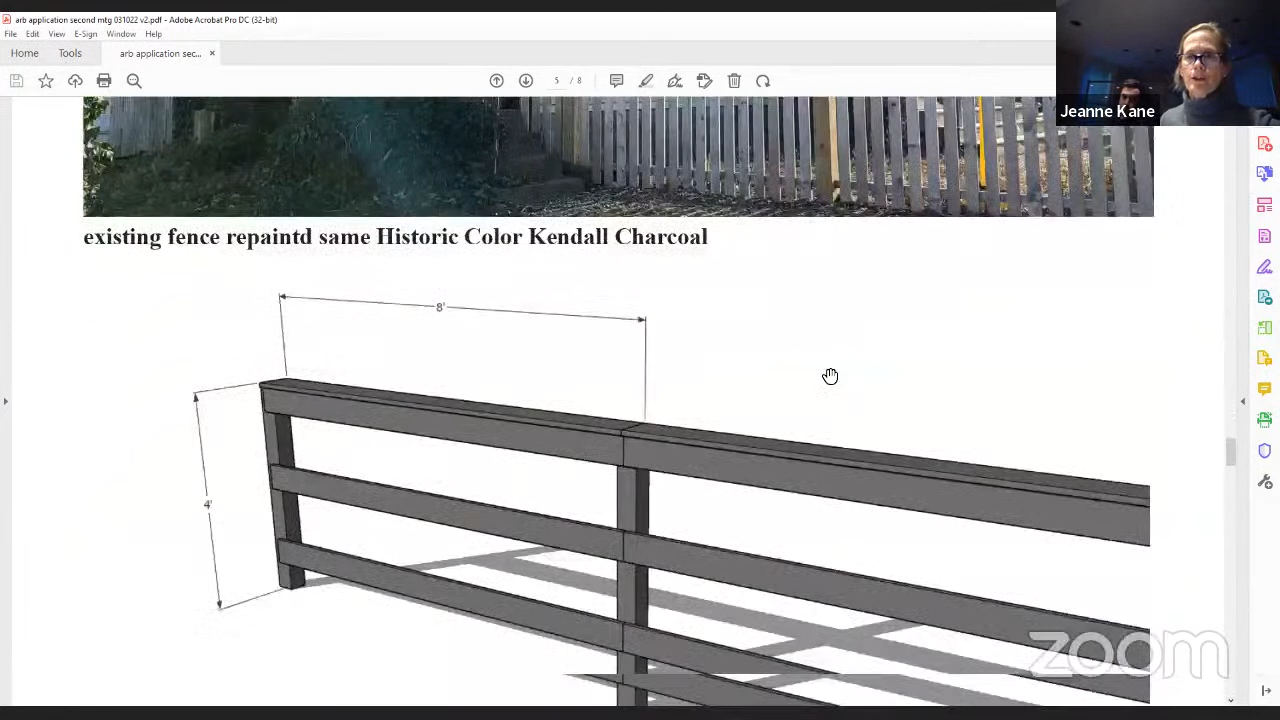 arb application second mtg 031022 v2.pdf - Adobe Acrobat Pro DC (32-bit)
File Edit View E-Sign Window Help
Home Tools arb application sec... ×
5 / 8
Jeanne Kane
existing fence repaintd same Historic Color Kendall Charcoal
8'
4'
zoom